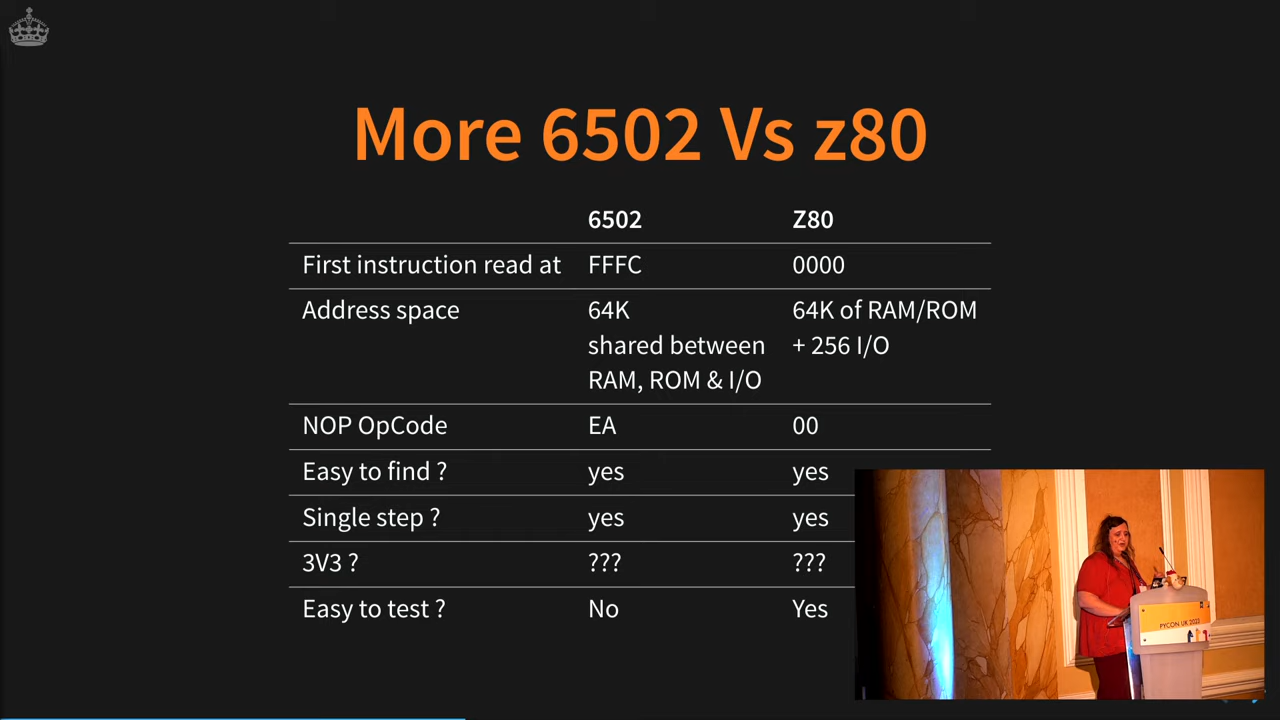 More 6502 Vs z80
6502 Z80
First instruction read at FFFC 0000
Address space 64K 64K of RAM/ROM
shared between + 256 I/O
RAM, ROM & I/O
NOP OpCode EA 00
Easy to find ? yes yes
Single step ? yes yes
3V3 ? ??? ???
Easy to test ? No Yes
PYCON UK 2022